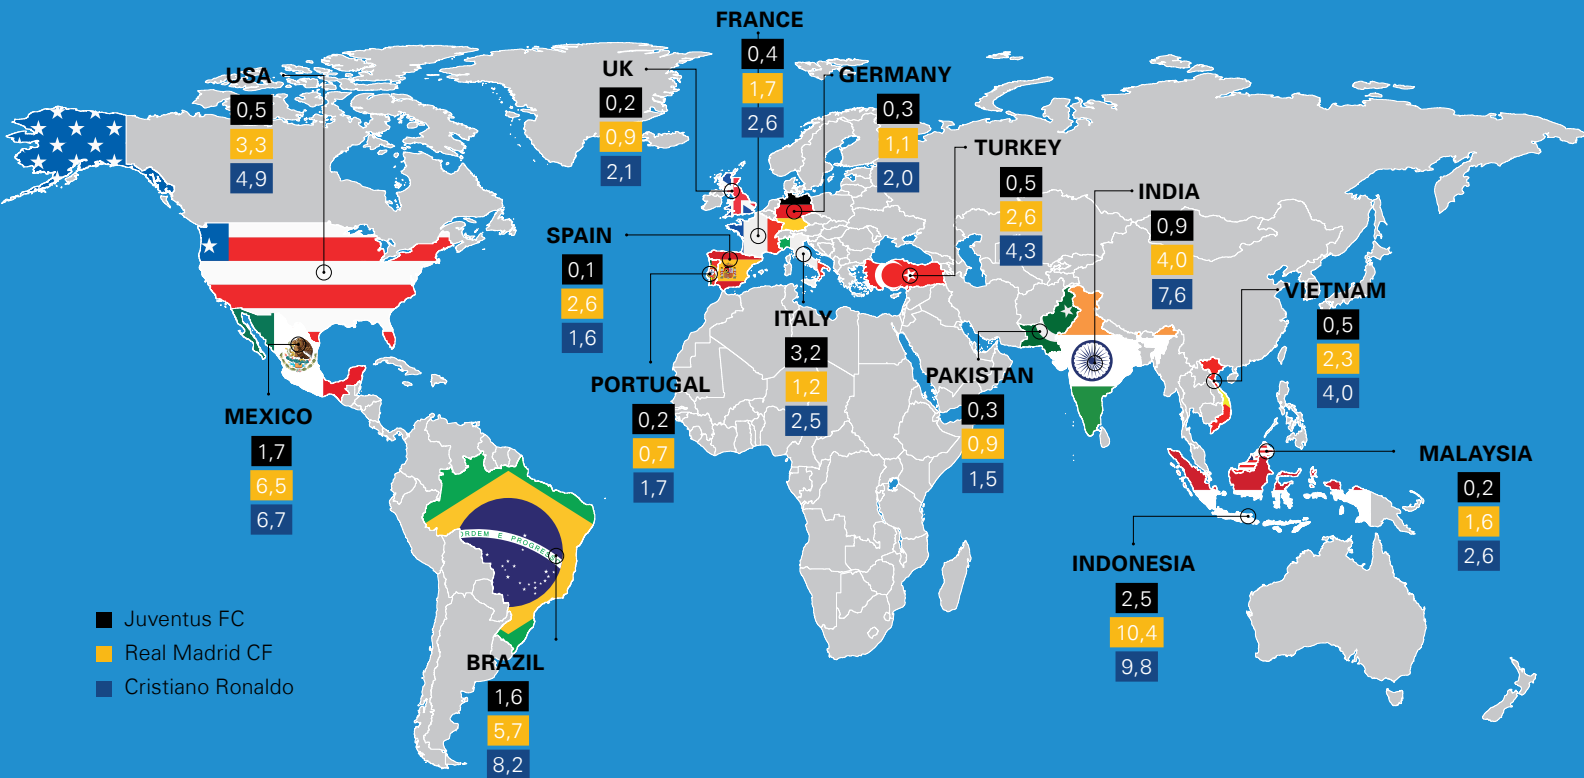 FRANCE
0,4
1,7
2,6
USA
0,5
3,3
4,9
UK
0,2
0,9
2,1
GERMANY
0,3
1,1
2,0
TURKEY
0,5
2,6
4,3
INDIA
0,9
4,0
7,6
SPAIN
0,1
2,6
1,6
VIETNAM
0,5
2,3
4,0
ITALY
3,2
1,2
2,5
PORTUGAL
0,2
0,7
1,7
PAKISTAN
0,3
0,9
1,5
MEXICO
1,7
6,5
6,7
MALAYSIA
0,2
1,6
2,6
ORDEM E PROGRE
INDONESIA
2,5
10,4
9,8
Juventus FC
Real Madrid CF
Cristiano Ronaldo
BRAZIL
1,6
5,7
8,2